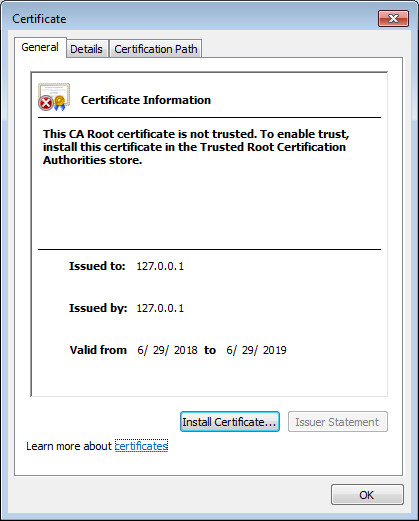 Certificate
General Details Certification Path
Certificate Information
This CA Root certificate is not trusted. To enable trust,
install this certificate in the Trusted Root Certification
Authorities store.
Issued to: 127.0.0.1
Issued by: 127.0.0.1
Valid from 6/ 29/ 2018 to 6/ 29/ 2019
Install Certificate... Issuer Statement
Learn more about certificates
OK